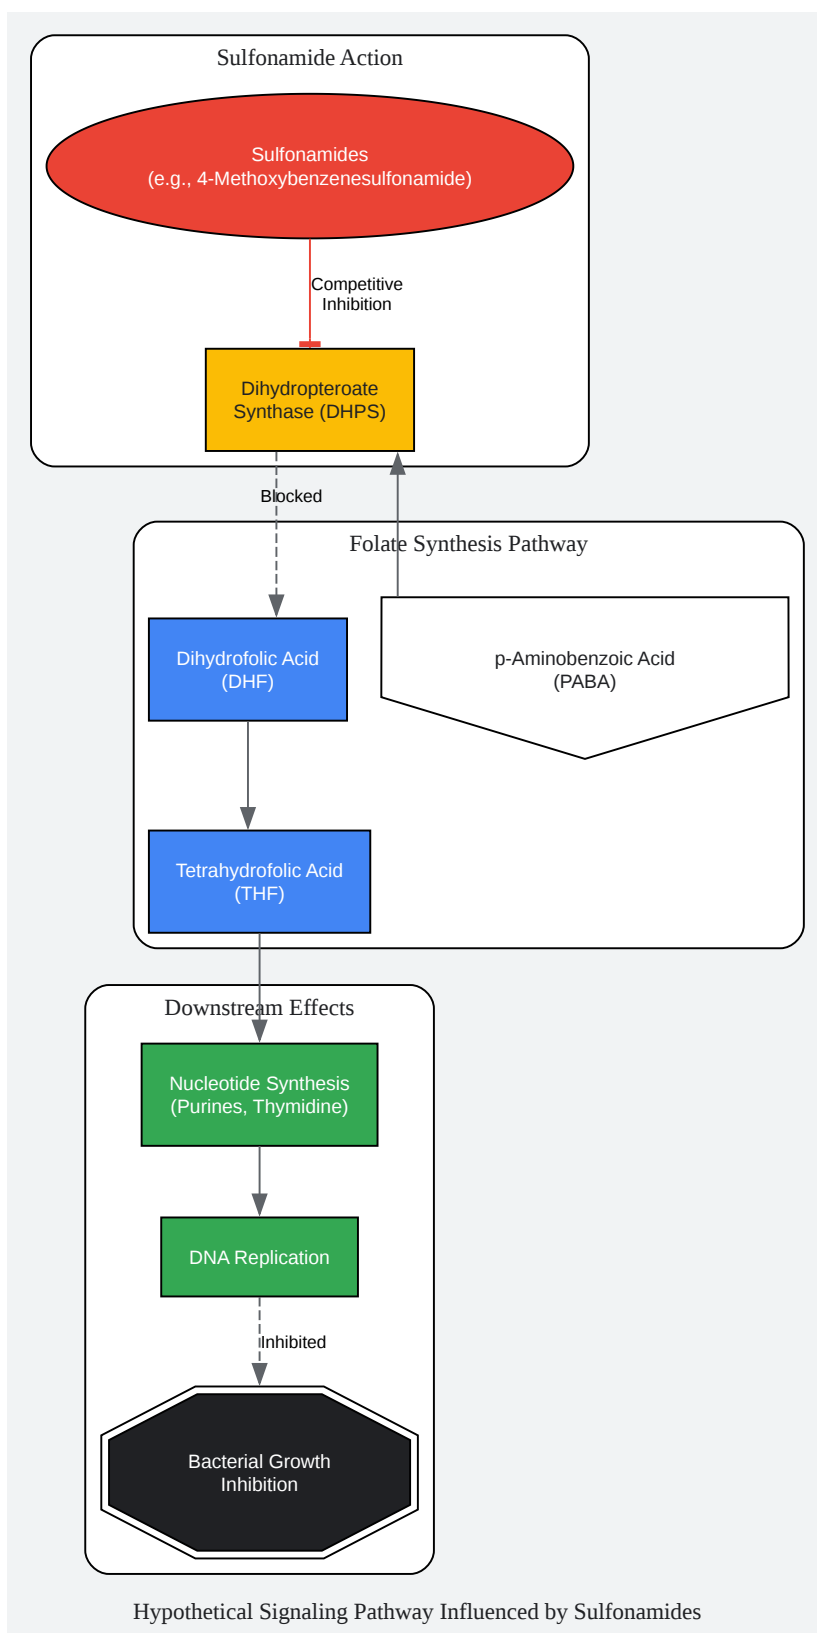 Sulfonamide Action
Sulfonamides
(e.g., 4-Methoxybenzenesulfonamide)
Competitive
Inhibition
Dihydropteroate
Synthase (DHPS)
Blocked
Folate Synthesis Pathway
Dihydrofolic Acid
(DHF)
p-Aminobenzoic Acid
(PABA)
Tetrahydrofolic Acid
(THF)
Downstream Effects
Nucleotide Synthesis
(Purines, Thymidine)
DNA Replication
Inhibited
Bacterial Growth
Inhibition
Hypothetical Signaling Pathway Influenced by Sulfonamides